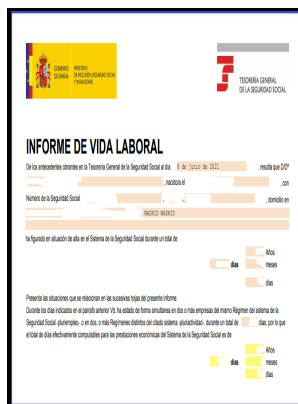 GOBIERNO DE ESPAÑA
MINISTERIO DE INCLUSIÓN, SEGURIDAD SOCIAL Y MIGRACIONES
TESORERÍA GENERAL
DE LA SEGURIDAD SOCIAL
INFORME DE VIDA LABORAL
De los antecedentes obrantes en la Tesorería General de la Seguridad Social al día 8 de junio de 2021 , resulta que D/Dª
, nacido/a el , con
Número de la Seguridad Social , domicilio en
MADRID MADRID
ha figurado en situación de alta en el Sistema de la Seguridad Social durante un total de
Años
días meses
días
Presenta las situaciones que se relacionan en las sucesivas hojas del presente informe.
Durante los días indicados en el párrafo anterior Vd. ha estado de forma simultánea en dos o más empresas del mismo Régimen del sistema de la
Seguridad Social -pluriempleo-, o en dos, o más Regímenes distintos del citado sistema -pluriactividad-, durante un total de días, por lo que
el total de días efectivamente computables para las prestaciones económicas del Sistema de la Seguridad Social es de
Años
días meses
días